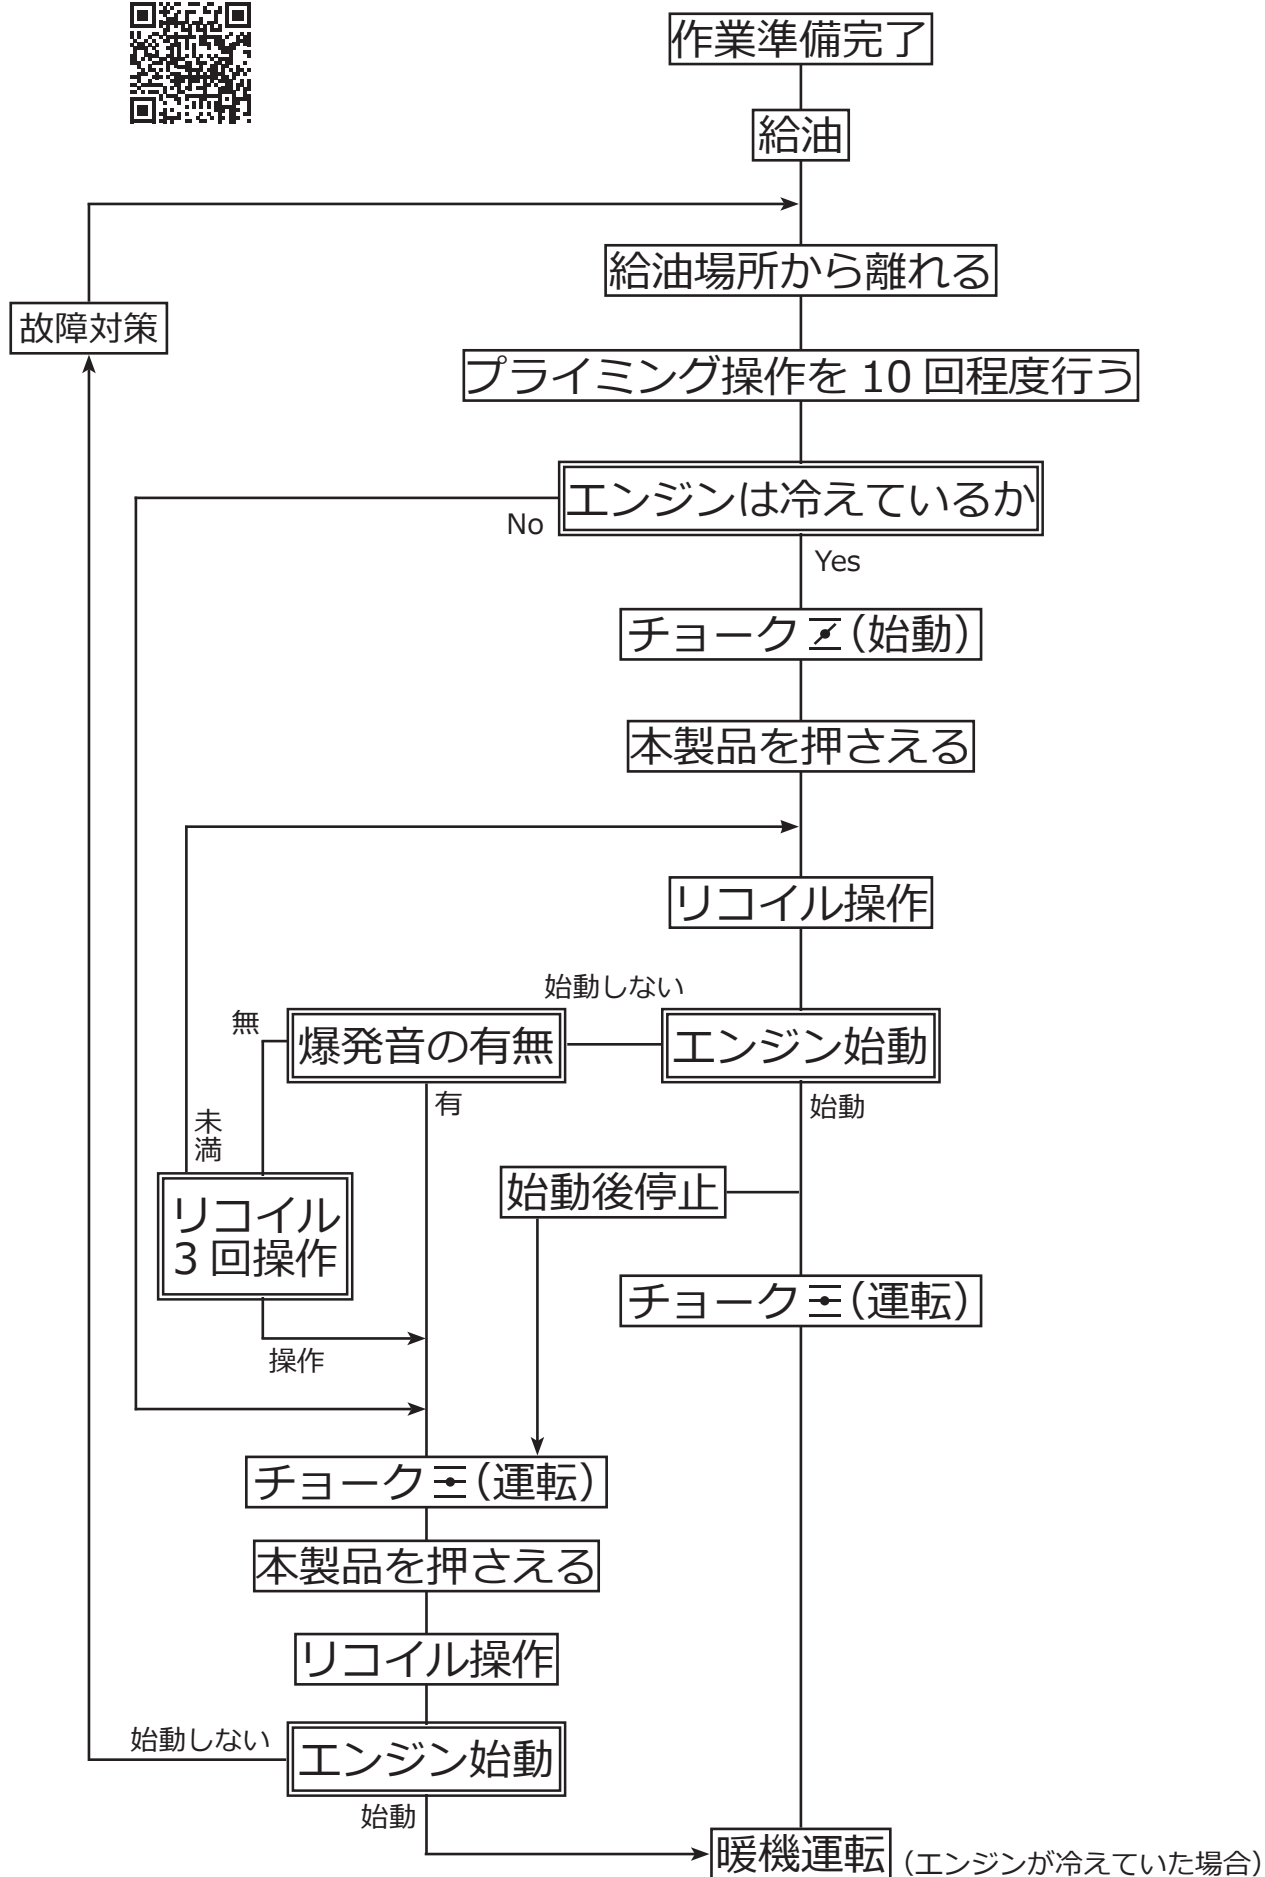 作業準備完了
給油
給油場所から離れる
故障対策
プライミング操作を 10 回程度行う
エンジンは冷えているか
No
Yes
チョーク (始動)
本製品を押さえる
リコイル操作
始動しない
無
爆発音の有無
エンジン始動
有
始動
未満
始動後停止
リコイル
3 回操作
チョーク (運転)
操作
チョーク (運転)
本製品を押さえる
リコイル操作
始動しない
エンジン始動
始動
暖機運転 (エンジンが冷えていた場合)